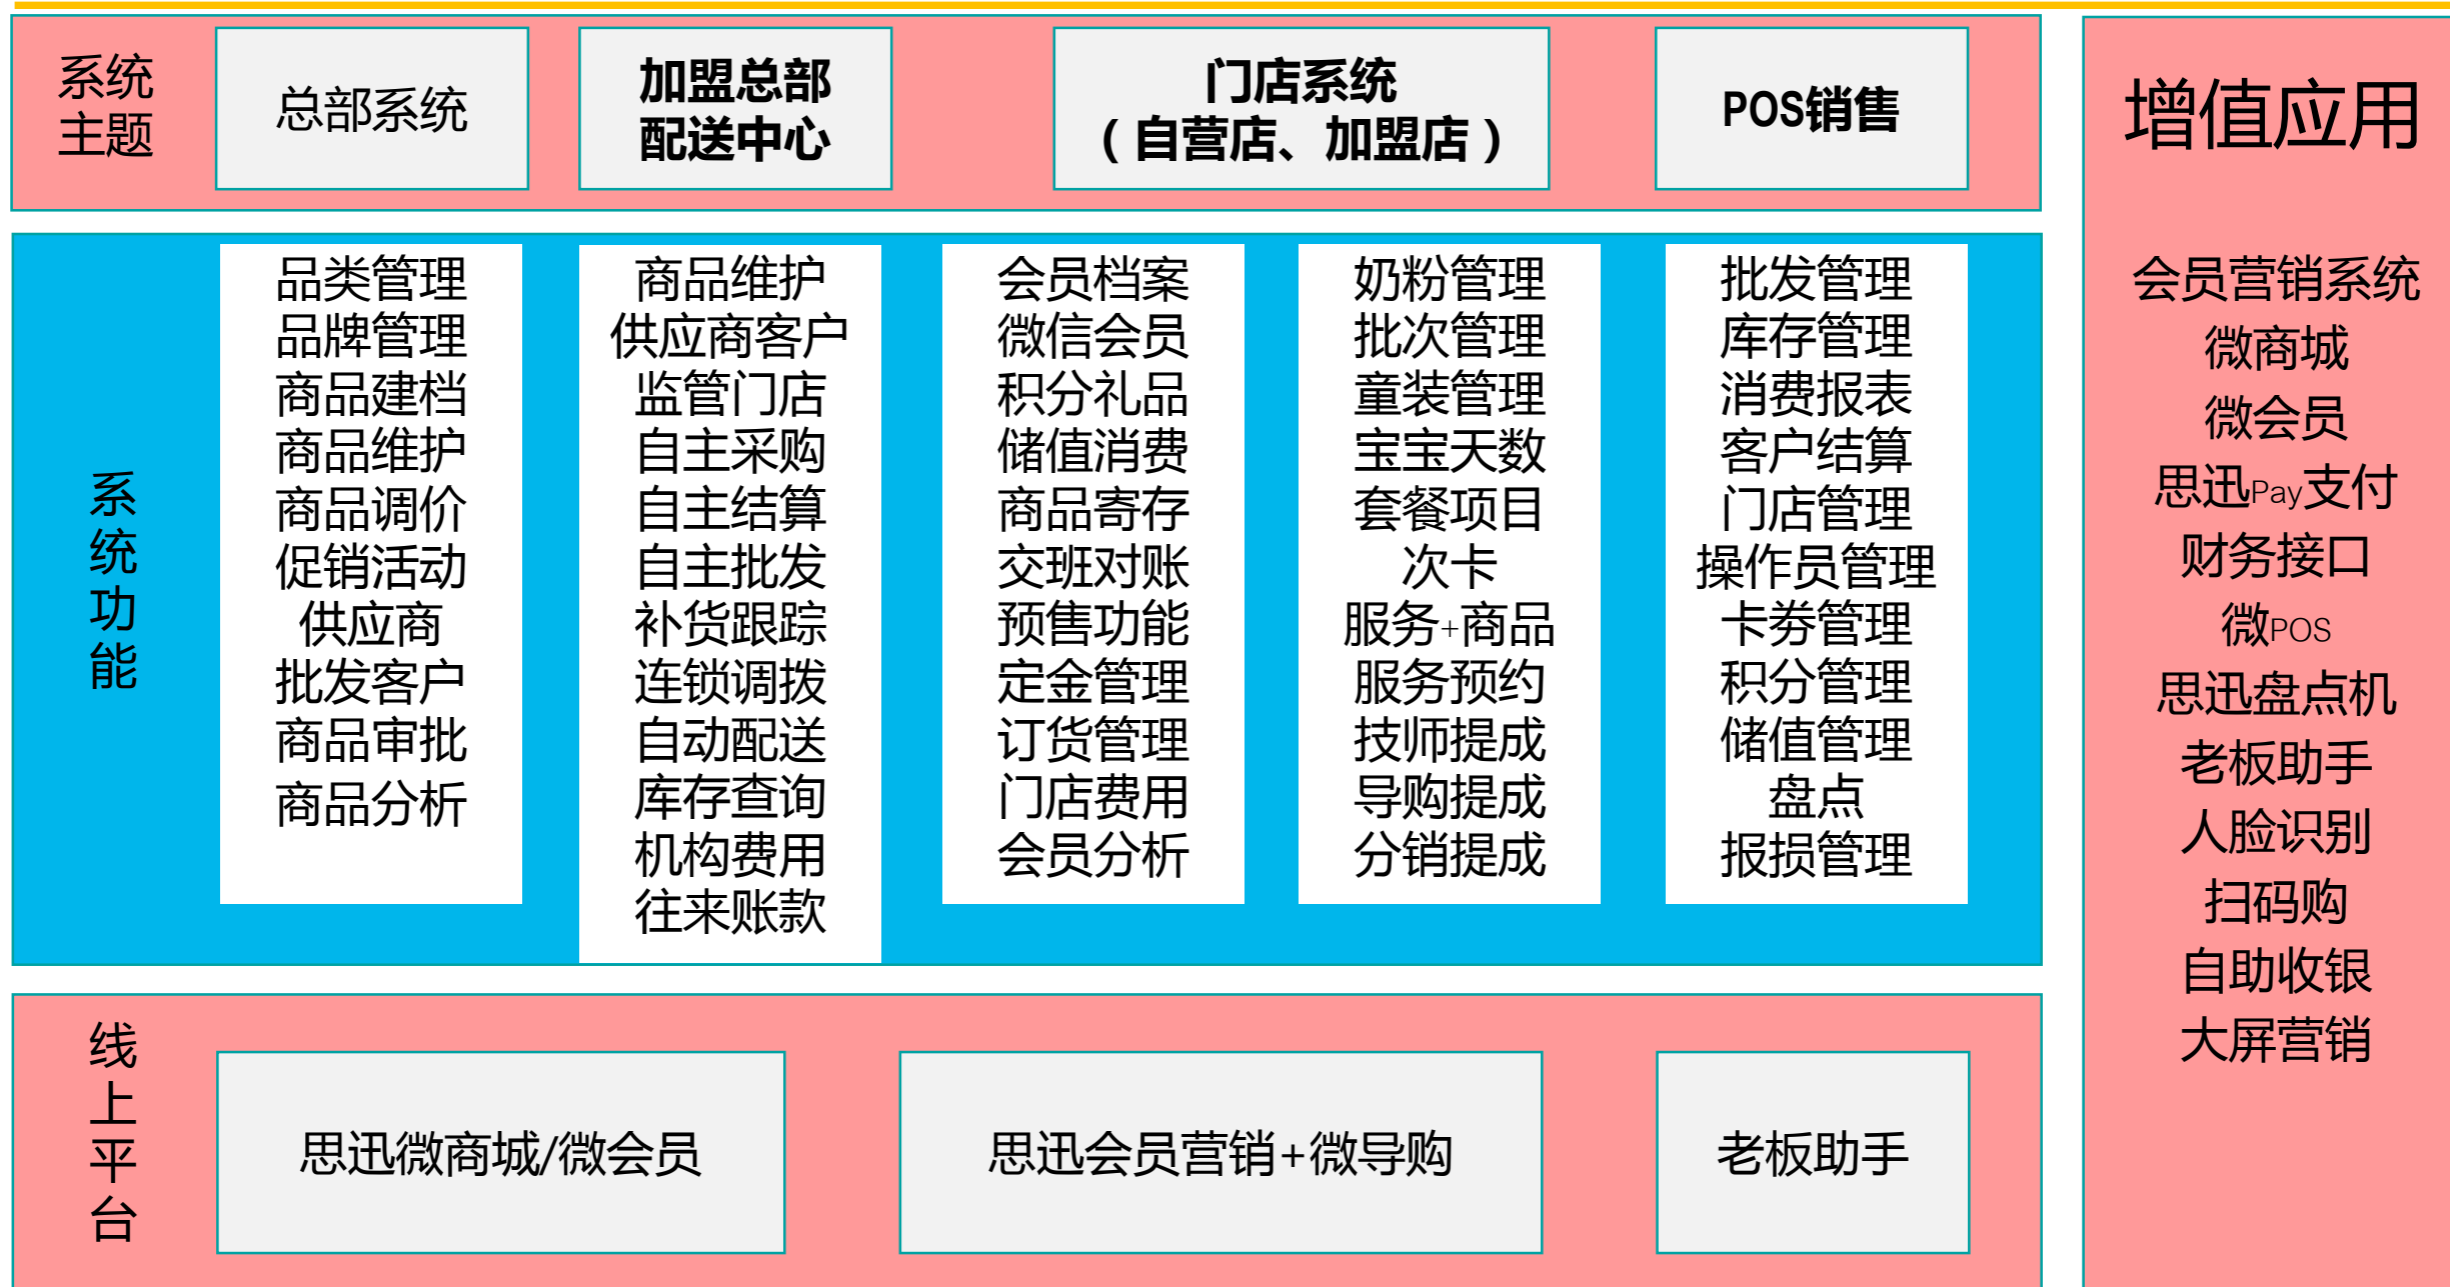 系统
主题
总部系统
加盟总部
配送中心
门店系统
（自营店、加盟店）
POS销售
系
统
功
能
品类管理
品牌管理
商品建档
商品维护
商品调价
促销活动
供应商
批发客户
商品审批
商品分析
商品维护
供应商客户
监管门店
自主采购
自主结算
自主批发
补货跟踪
连锁调拨
自动配送
库存查询
机构费用
往来账款
会员档案
微信会员
积分礼品
储值消费
商品寄存
交班对账
预售功能
定金管理
订货管理
门店费用
会员分析
奶粉管理
批次管理
童装管理
宝宝天数
套餐项目
次卡
服务+商品
服务预约
技师提成
导购提成
分销提成
批发管理
库存管理
消费报表
客户结算
门店管理
操作员管理
卡券管理
积分管理
储值管理
盘点
报损管理
线
上
平
台
思迅微商城/微会员
思迅会员营销+微导购
老板助手
增值应用
会员营销系统
微商城
微会员
思迅Pay支付
财务接口
微POS
思迅盘点机
老板助手
人脸识别
扫码购
自助收银
大屏营销